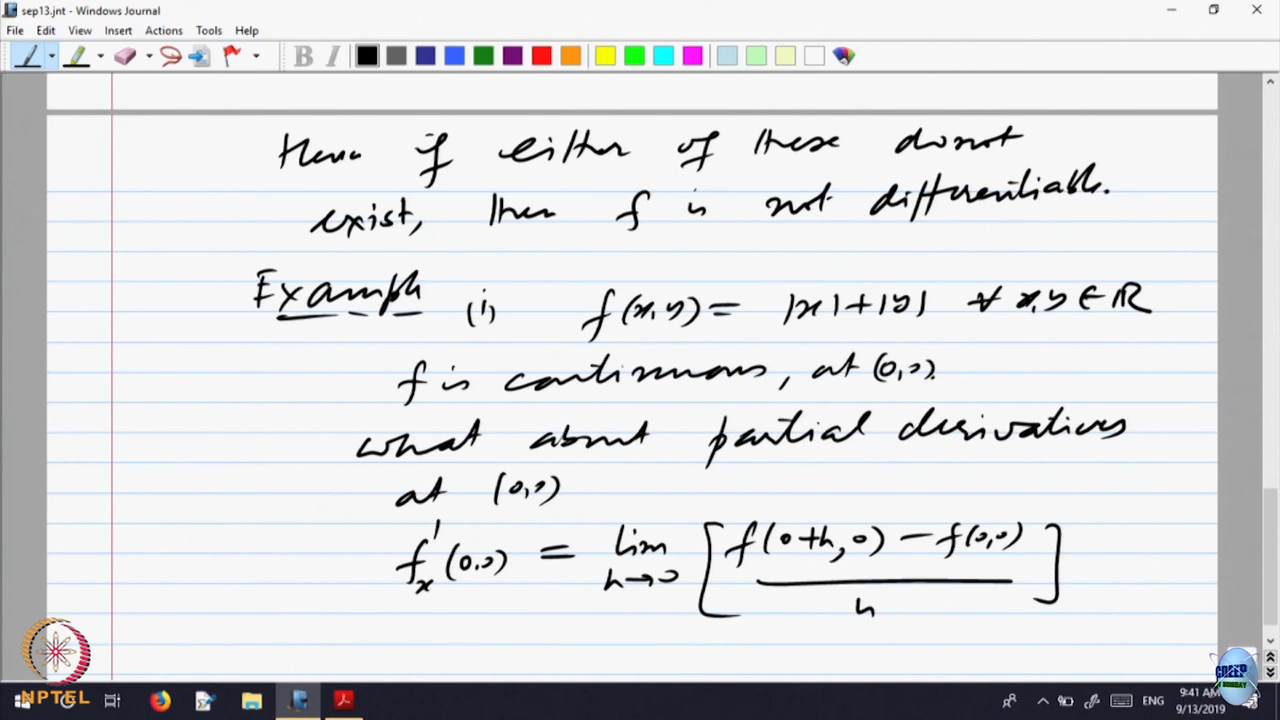 sep13.jnt - Windows Journal
File Edit View Insert Actions Tools Help
B I
Hence if either of these donot
exist, then f is not differentiable.
Example (i) f(x,y) = |x|+|y| ∀ x,y ∈ ℝ
f is continuous, at (0,0).
what about partial derivatives
at (0,0)
f'ₓ(0,0) = lim h→0 [ f(0+h,0) − f(0,0) / h ]
NPTEL
ENG
9:41 AM
9/13/2019